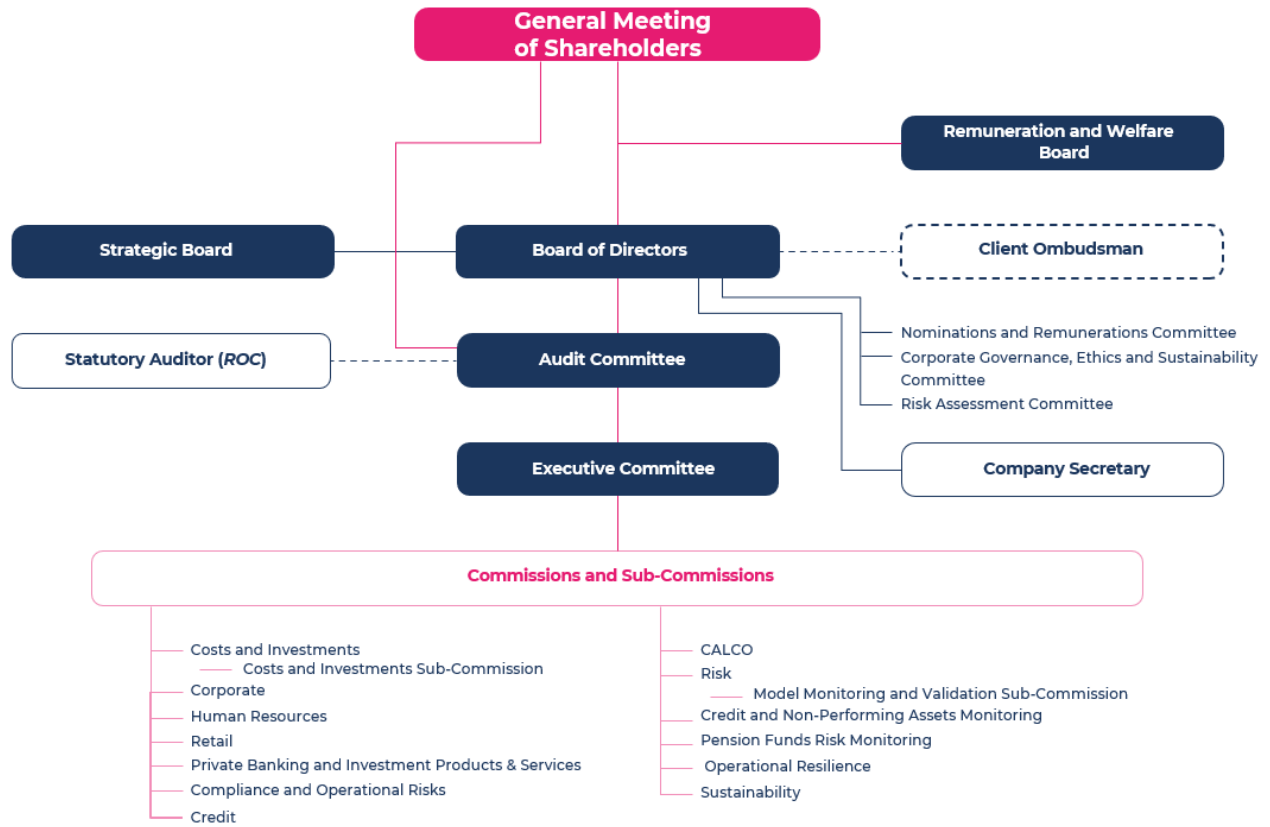 General Meeting
of Shareholders
Remuneration and Welfare
Board
Strategic Board
Board of Directors
Client Ombudsman
Statutory Auditor (ROC)
Audit Committee
Nominations and Remunerations Committee
Corporate Governance, Ethics and Sustainability
Committee
Risk Assessment Committee
Executive Committee
Company Secretary
Commissions and Sub-Commissions
Costs and Investments
Costs and Investments Sub-Commission
Corporate
Human Resources
Retail
Private Banking and Investment Products & Services
Compliance and Operational Risks
Credit
CALCO
Risk
Model Monitoring and Validation Sub-Commission
Credit and Non-Performing Assets Monitoring
Pension Funds Risk Monitoring
Operational Resilience
Sustainability